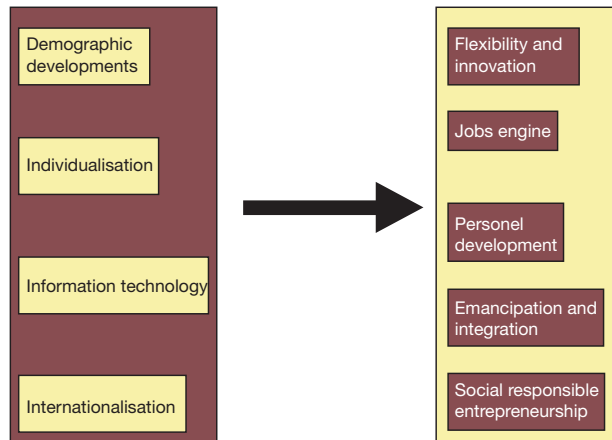 Demographic
developments
Individualisation
Information technology
Internationalisation
Flexibility and
innovation
Jobs engine
Personel
development
Emancipation and
integration
Social responsible
entrepreneurship